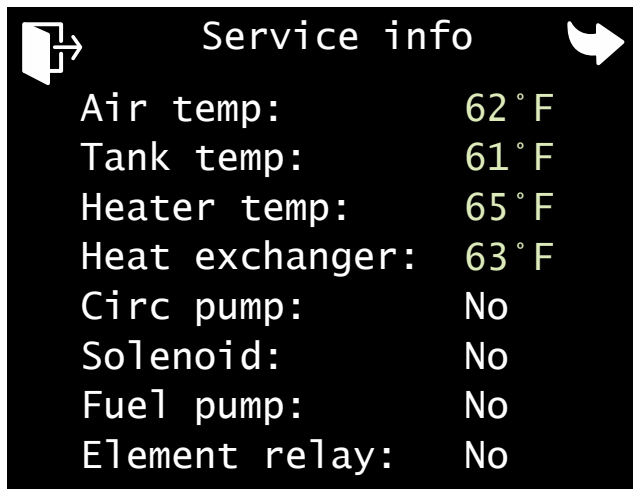 Service info
Air temp: 62°F
Tank temp: 61°F
Heater temp: 65°F
Heat exchanger: 63°F
Circ pump: No
Solenoid: No
Fuel pump: No
Element relay: No